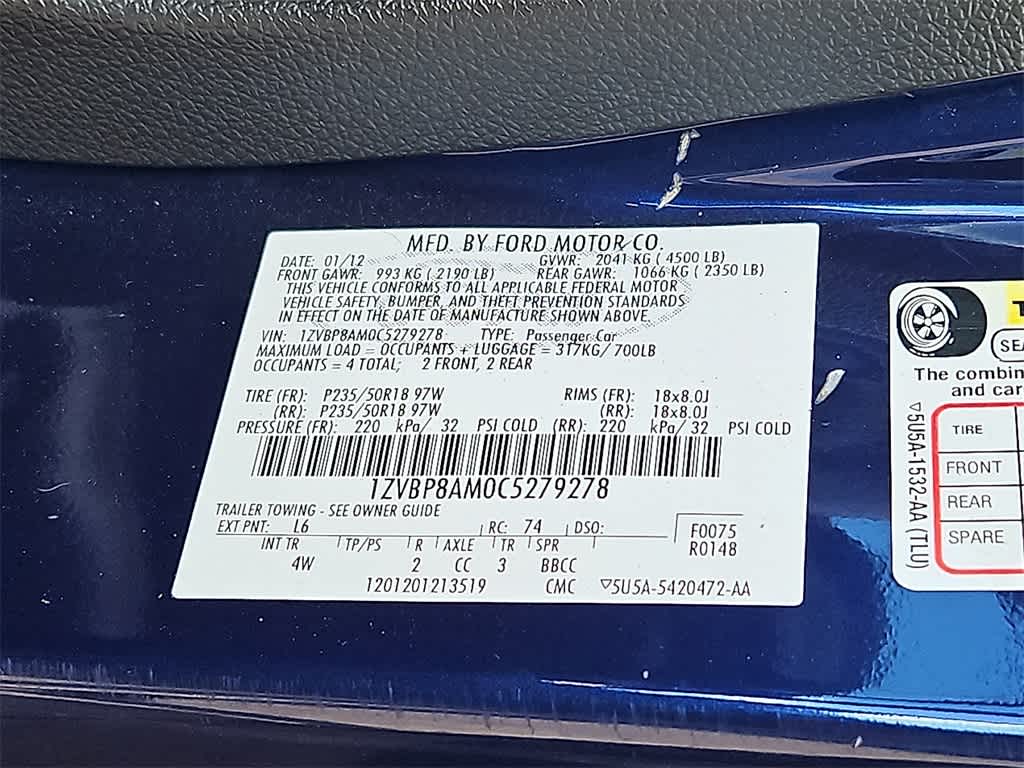 MFD. BY FORD MOTOR CO.
DATE: 01/12 GVWR: 2041 KG ( 4500 LB)
FRONT GAWR: 993 KG ( 2190 LB) REAR GAWR: 1066 KG ( 2350 LB)
THIS VEHICLE CONFORMS TO ALL APPLICABLE FEDERAL MOTOR
VEHICLE SAFETY, BUMPER, AND THEFT PREVENTION STANDARDS
IN EFFECT ON THE DATE OF MANUFACTURE SHOWN ABOVE.
VIN: 1ZVBP8AM0C5279278 TYPE: Passenger Car
MAXIMUM LOAD = OCCUPANTS + LUGGAGE = 317KG/ 700LB
OCCUPANTS = 4 TOTAL; 2 FRONT, 2 REAR
TIRE (FR): P235/50R18 97W RIMS (FR): 18x8.0J
(RR): P235/50R18 97W (RR): 18x8.0J
PRESSURE (FR): 220 kPa/ 32 PSI COLD (RR): 220 kPa/ 32 PSI COLD
1ZVBP8AM0C5279278
TRAILER TOWING - SEE OWNER GUIDE
EXT PNT: L6 RC: 74 DSO:
F0075
R0148
INT TR TP/PS R AXLE TR SPR
4W 2 CC 3 BBCC
1201201213519 CMC ▽5U5A-5420472-AA
The combin
and car
TIRE
FRONT
REAR
SPARE
▽5U5A-1532-AA (TLU)